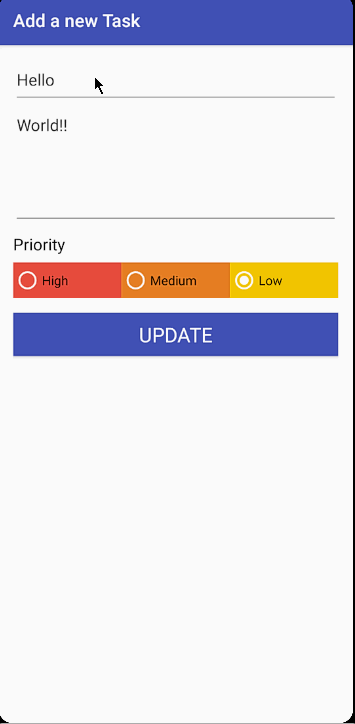 Add a new Task
Hello
World!!
Priority
High Medium Low
UPDATE